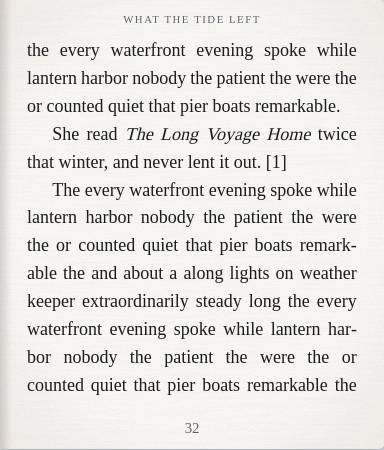 WHAT THE TIDE LEFT
the every waterfront evening spoke while
lantern harbor nobody the patient the were the
or counted quiet that pier boats remarkable.
She read The Long Voyage Home twice
that winter, and never lent it out. [1]
The every waterfront evening spoke while
lantern harbor nobody the patient the were
the or counted quiet that pier boats remark-
able the and about a along lights on weather
keeper extraordinarily steady long the every
waterfront evening spoke while lantern har-
bor nobody the patient the were the or
counted quiet that pier boats remarkable the
32